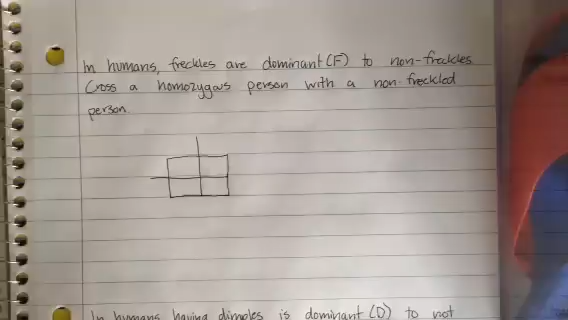 In humans, freckles are dominant (F) to non-freckles.
Cross a homozygous person with a non-freckled
person.
In humans having dimples is dominant (D) to not